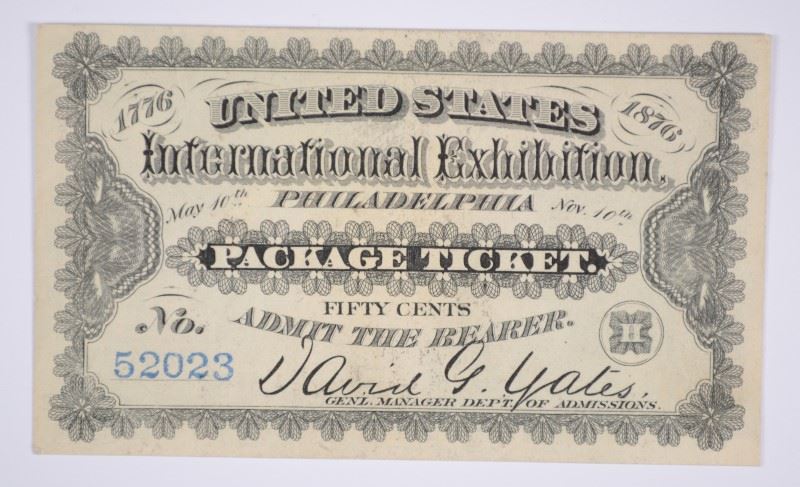 1776 UNITED STATES 1876
International Exhibition.
May 10th PHILADELPHIA Nov. 10th
PACKAGE TICKET.
FIFTY CENTS
No. ADMIT THE BEARER. H
52023 David G. Yates,
GENL. MANAGER DEPT. OF ADMISSIONS.